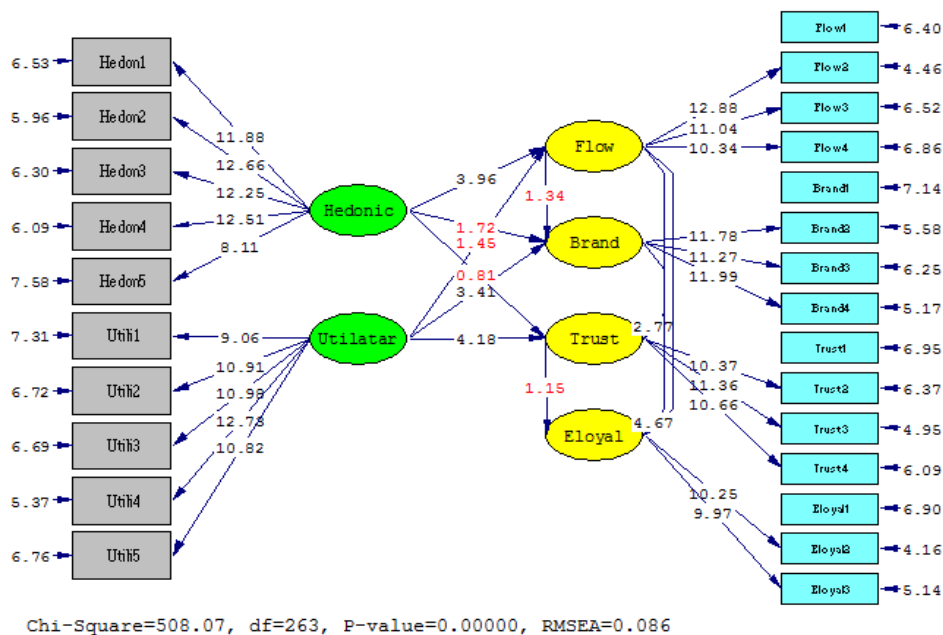 6.53 Hedon1
5.96 Hedon2
6.30 Hedon3
6.09 Hedon4
7.58 Hedon5
7.31 Utili1
6.72 Utili2
6.69 Utili3
5.37 Utili4
6.76 Utili5
11.88
12.66
12.25
12.51
8.11
9.06
10.91
10.98
12.73
10.82
Hedonic
Utilatar
3.96
1.72
1.45
0.81
3.41
4.18
Flow
1.34
Brand
Trust
1.15
Eloyal
2.77
4.67
12.88
11.04
10.34
11.78
11.27
11.99
10.37
11.36
10.66
10.25
9.97
Flow1 6.40
Flow2 4.46
Flow3 6.52
Flow4 6.86
Brand1 7.14
Brand2 5.58
Brand3 6.25
Brand4 5.17
Trust1 6.95
Trust2 6.37
Trust3 4.95
Trust4 6.09
Eloyal1 6.90
Eloyal2 4.16
Eloyal3 5.14
Chi-Square=508.07, df=263, P-value=0.00000, RMSEA=0.086